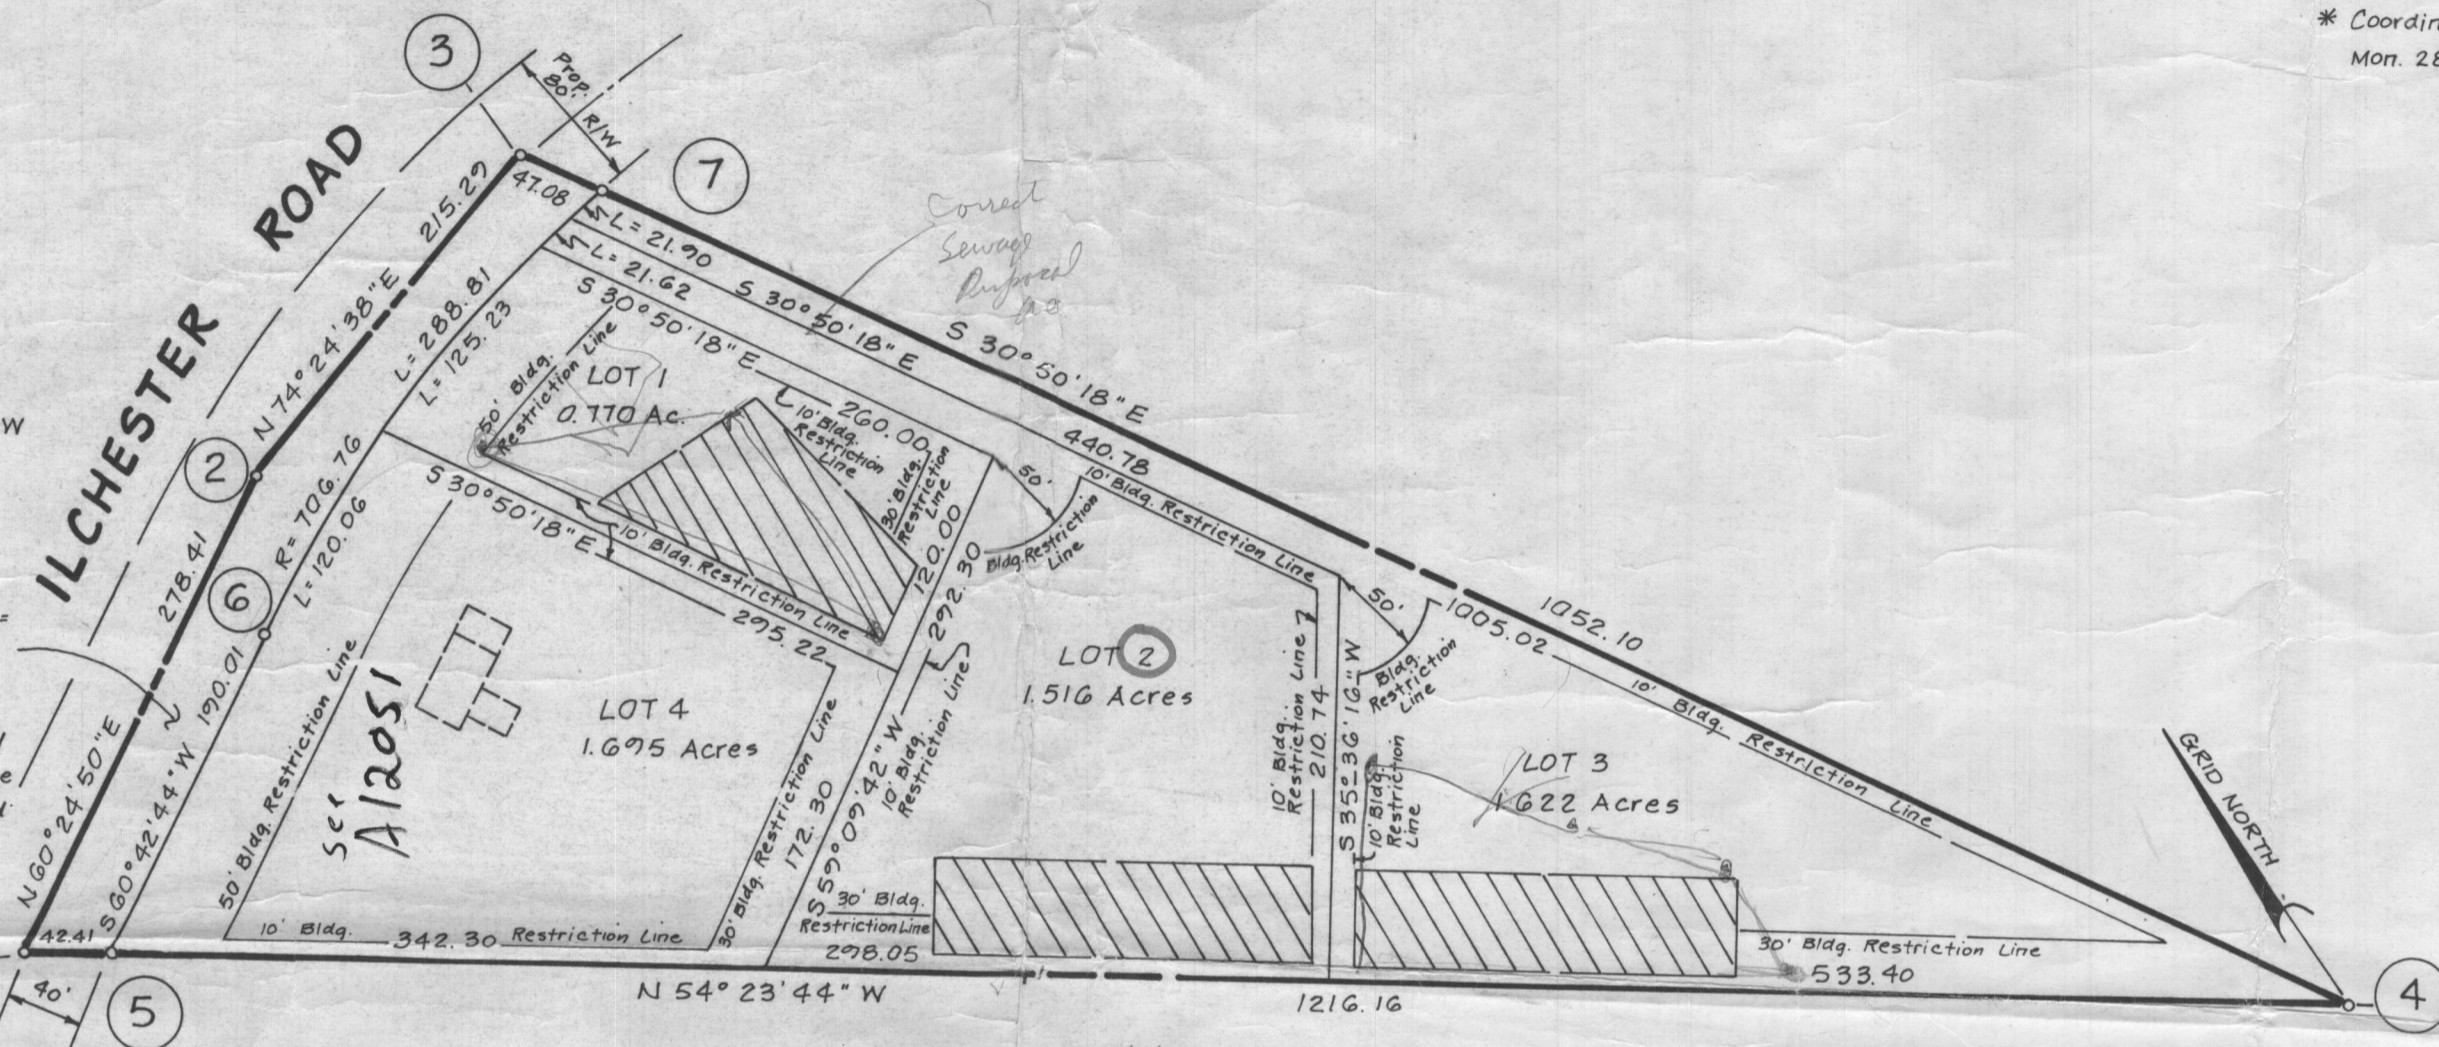 * Coordin
Mon. 28
3
Prop.
80'
R/W
ILCHESTER ROAD
7
47.08
215.29
N 74°24'38"E
2
278.41
N 60°24'50"E
W
L= 21.90
L= 21.62
S 30°50'18"E
S 30°50'18"E
S 30°50'18"E
Correct
Sewage
L= 288.81
L= 125.23
R= 706.76
L= 120.06
6
190.01
S 60°42'44"W
50' Bldg.
Restriction Line
LOT 1
0.770 Ac.
50' Bldg.
Restriction Line
260.00
10' Bldg.
Restriction
Line
30' Bldg.
Restriction
Line
120.00
292.30
440.78
50'
Bldg. Restriction
Line
10' Bldg. Restriction Line
S 30°50'18"E
10' Bldg. Restriction Line
295.22
LOT 4
1.695 Acres
See
A12051
50' Bldg. Restriction Line
30' Bldg. Restriction Line
172.30
S 59°09'42"W
10' Bldg.
Restriction Line
LOT 2
1.516 Acres
10' Bldg.
Restriction Line
210.74
S 35°36'16"W
50'
Bldg.
Restriction
Line
10' Bldg.
Restriction
Line
1005.02
1052.10
10' Bldg. Restriction Line
LOT 3
1.622 Acres
GRID NORTH
42.41
10' Bldg.
342.30
Restriction Line
30' Bldg.
Restriction Line
298.05
30' Bldg. Restriction Line
533.40
40'
5
N 54°23'44"W
1216.16
4